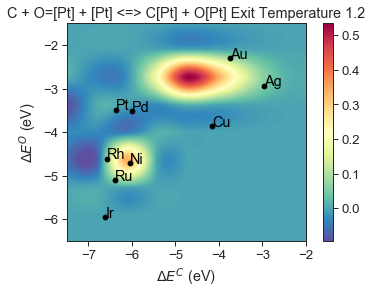 C + O=[Pt] + [Pt] <=> C[Pt] + O[Pt] Exit Temperature 1.2
−2
−3
−4
−5
−6
ΔE^O (eV)
Au
Ag
Pt
Pd
Cu
Rh
Ni
Ru
Ir
−7 −6 −5 −4 −3 −2
ΔE^C (eV)
0.5
0.4
0.3
0.2
0.1
0.0